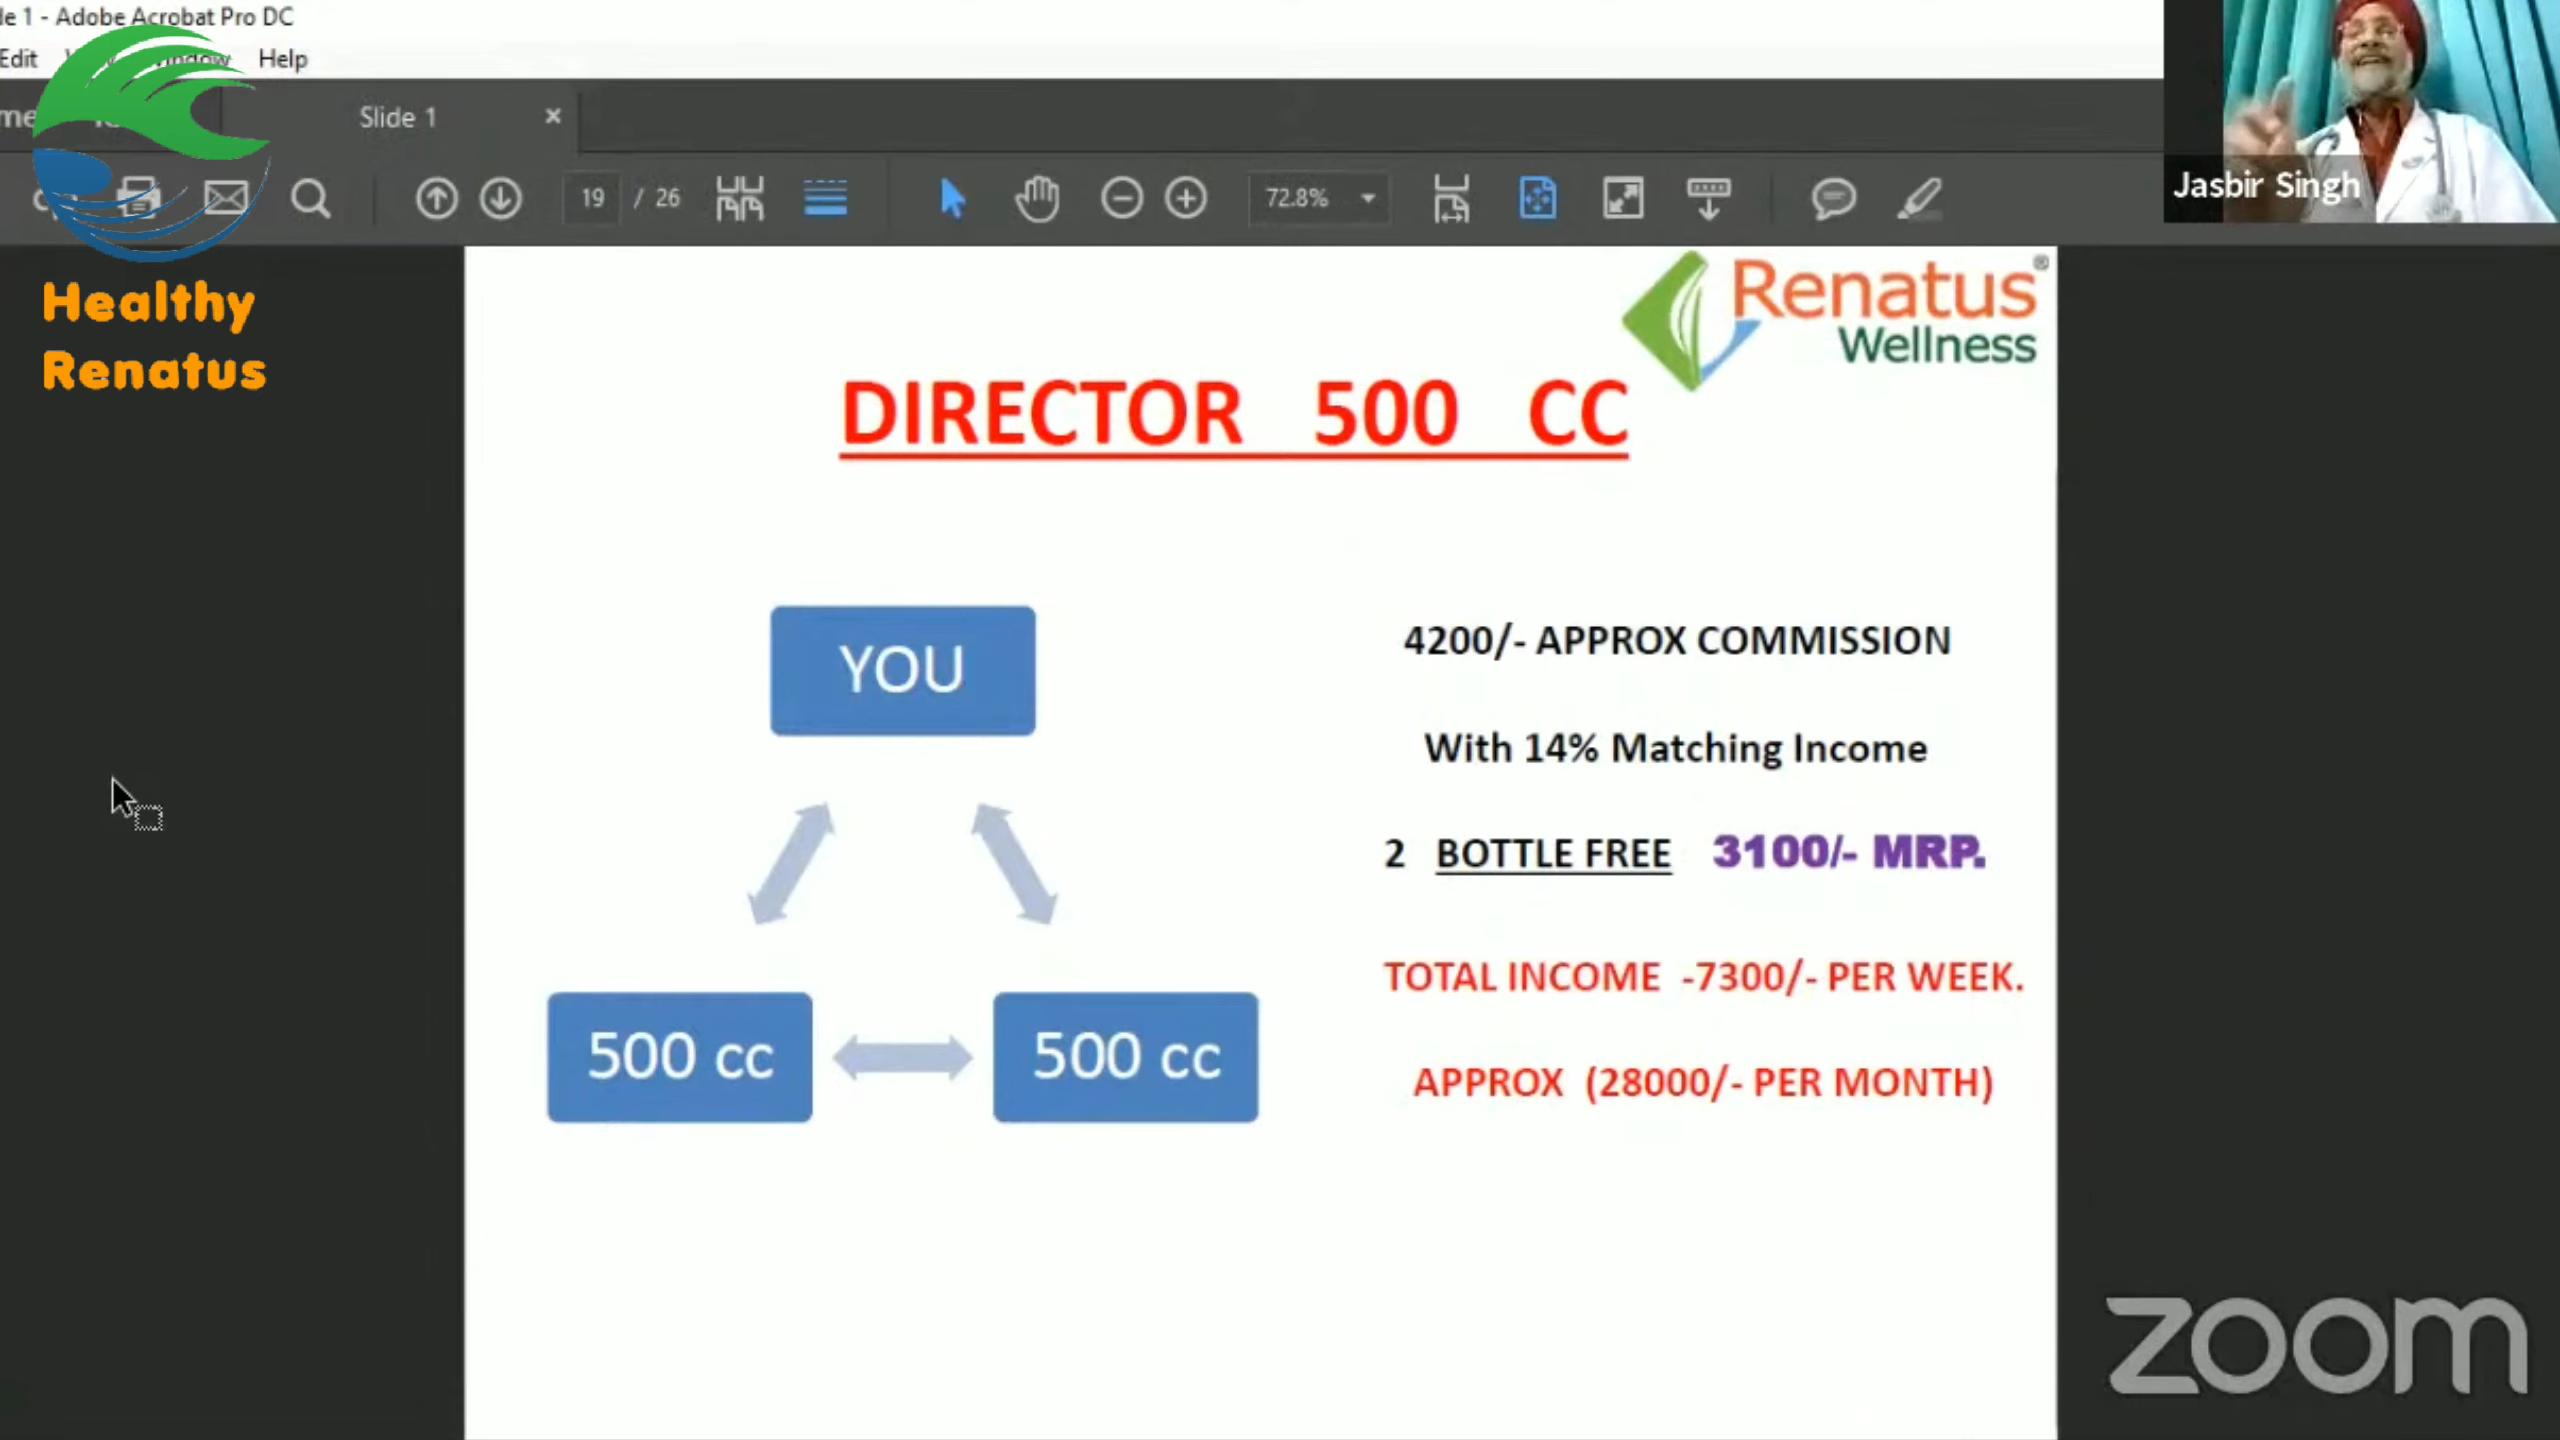 de 1 - Adobe Acrobat Pro DC
Edit
Window
Help
Slide 1
×
19 / 26
72.8%
Jasbir Singh
Healthy
Renatus
Renatus®
Wellness
DIRECTOR 500 CC
YOU
500 cc
500 cc
4200/- APPROX COMMISSION
With 14% Matching Income
2 BOTTLE FREE 3100/- MRP.
TOTAL INCOME -7300/- PER WEEK.
APPROX (28000/- PER MONTH)
zoom